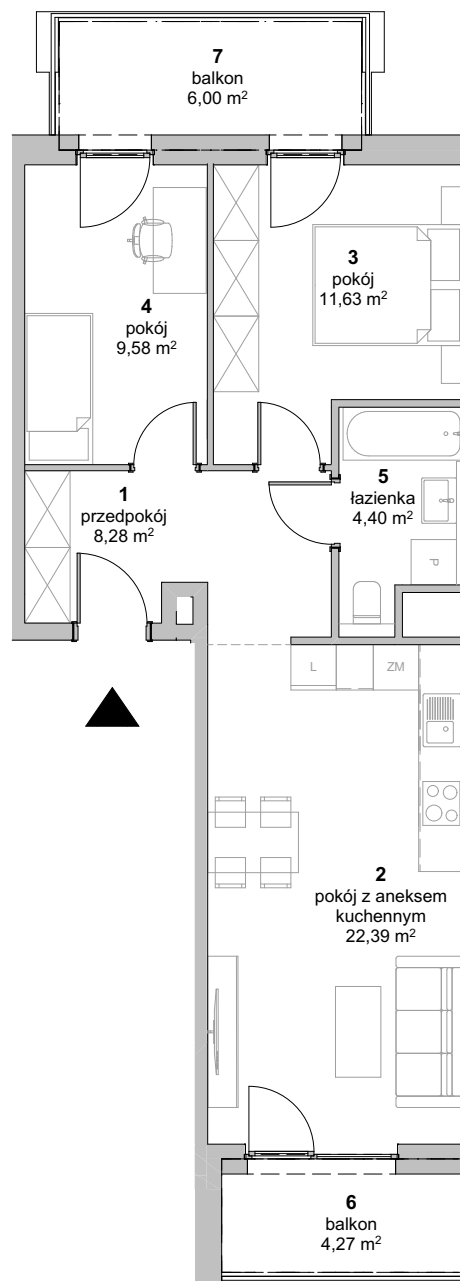 7
balkon
6,00 m²
3
pokój
11,63 m²
4
pokój
9,58 m²
5
łazienka
4,40 m²
1
przedpokój
8,28 m²
P
L
ZM
2
pokój z aneksem
kuchennym
22,39 m²
6
balkon
4,27 m²